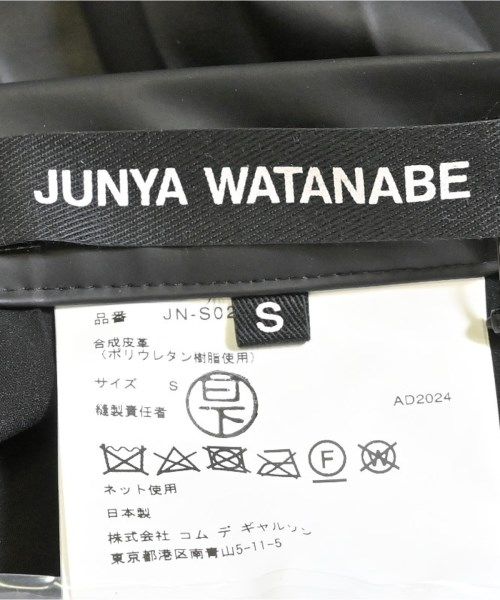 JUNYA WATANABE
S
品番 JN-S02
合成皮革
(ポリウレタン樹脂使用)
サイズ S
縫製責任者 日下
AD2024
F W
ネット使用
日本製
株式会社 コム デ ギャルソン
東京都港区南青山5-11-5